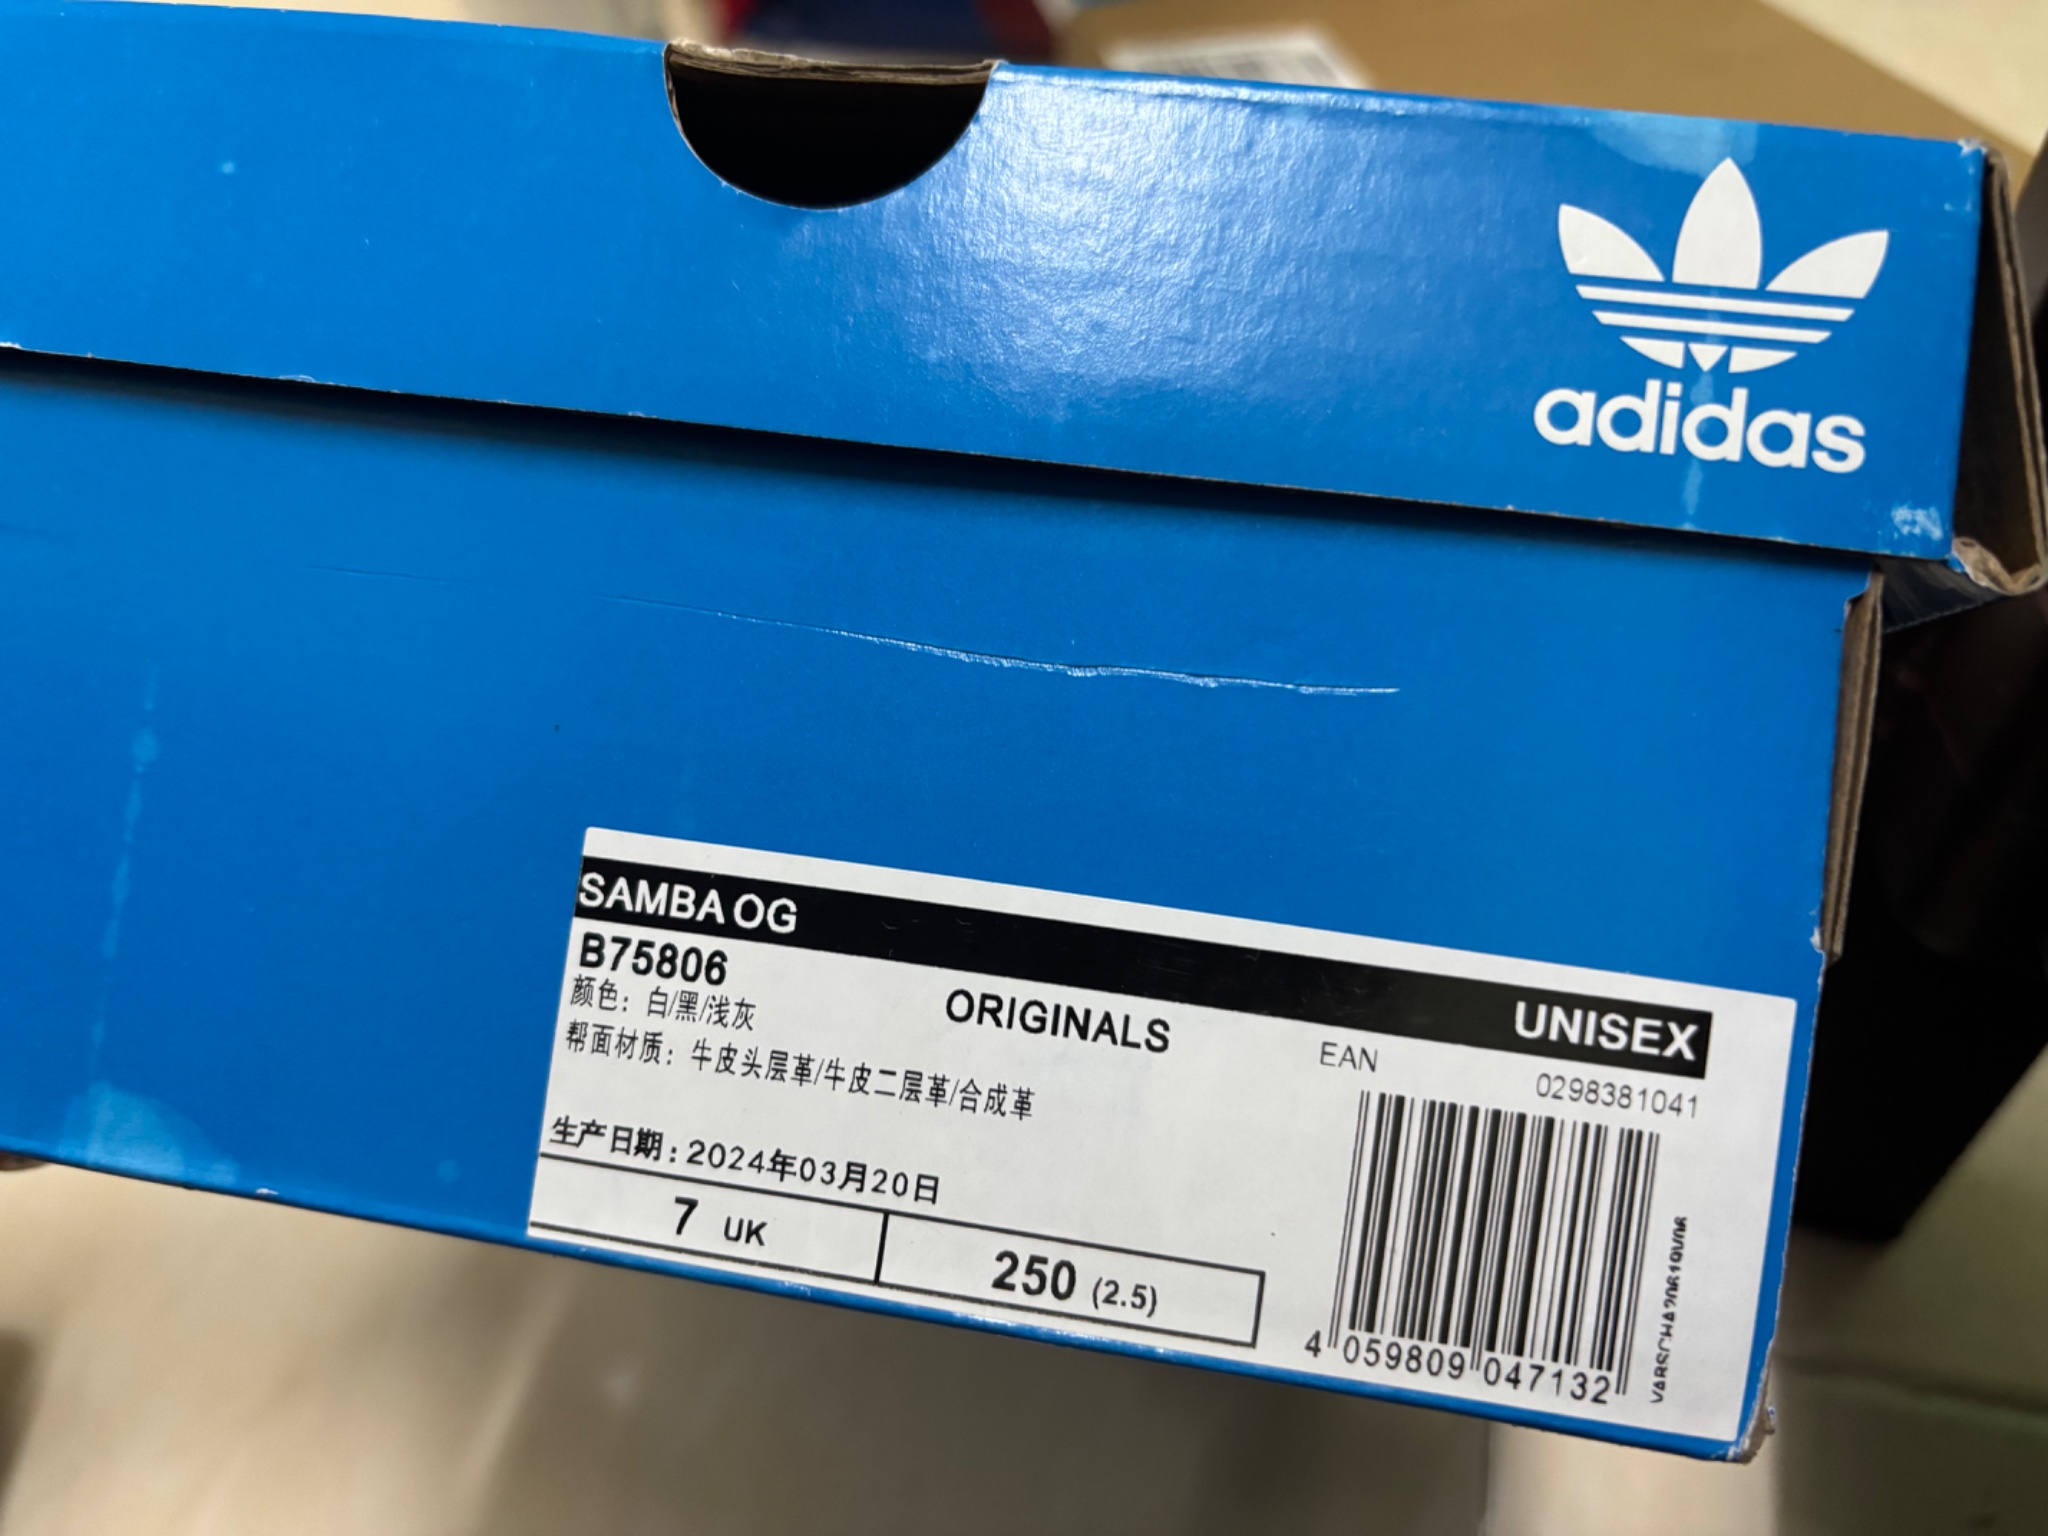 adidas
SAMBA OG
UNISEX
B75806
ORIGINALS
颜色：白/黑/浅灰
EAN
0298381041
帮面材质：牛皮头层革/牛皮二层革/合成革
生产日期：2024年03月20日
7 UK
250 (2.5)
4 059809 047132